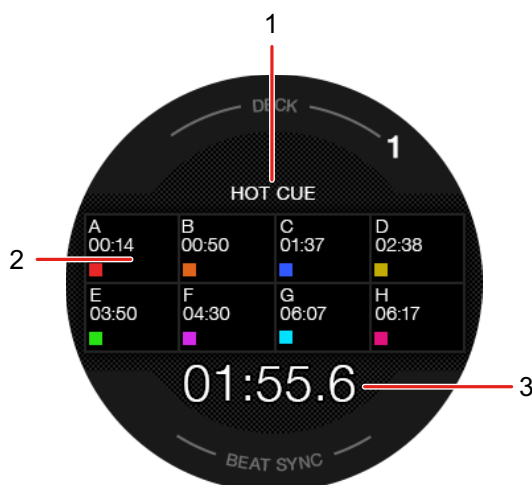 1
DECK
1
HOT CUE
A B C D
00:14 00:50 01:37 02:38
2
E F G H
03:50 04:30 06:07 06:17
01:55.6
3
BEAT SYNC